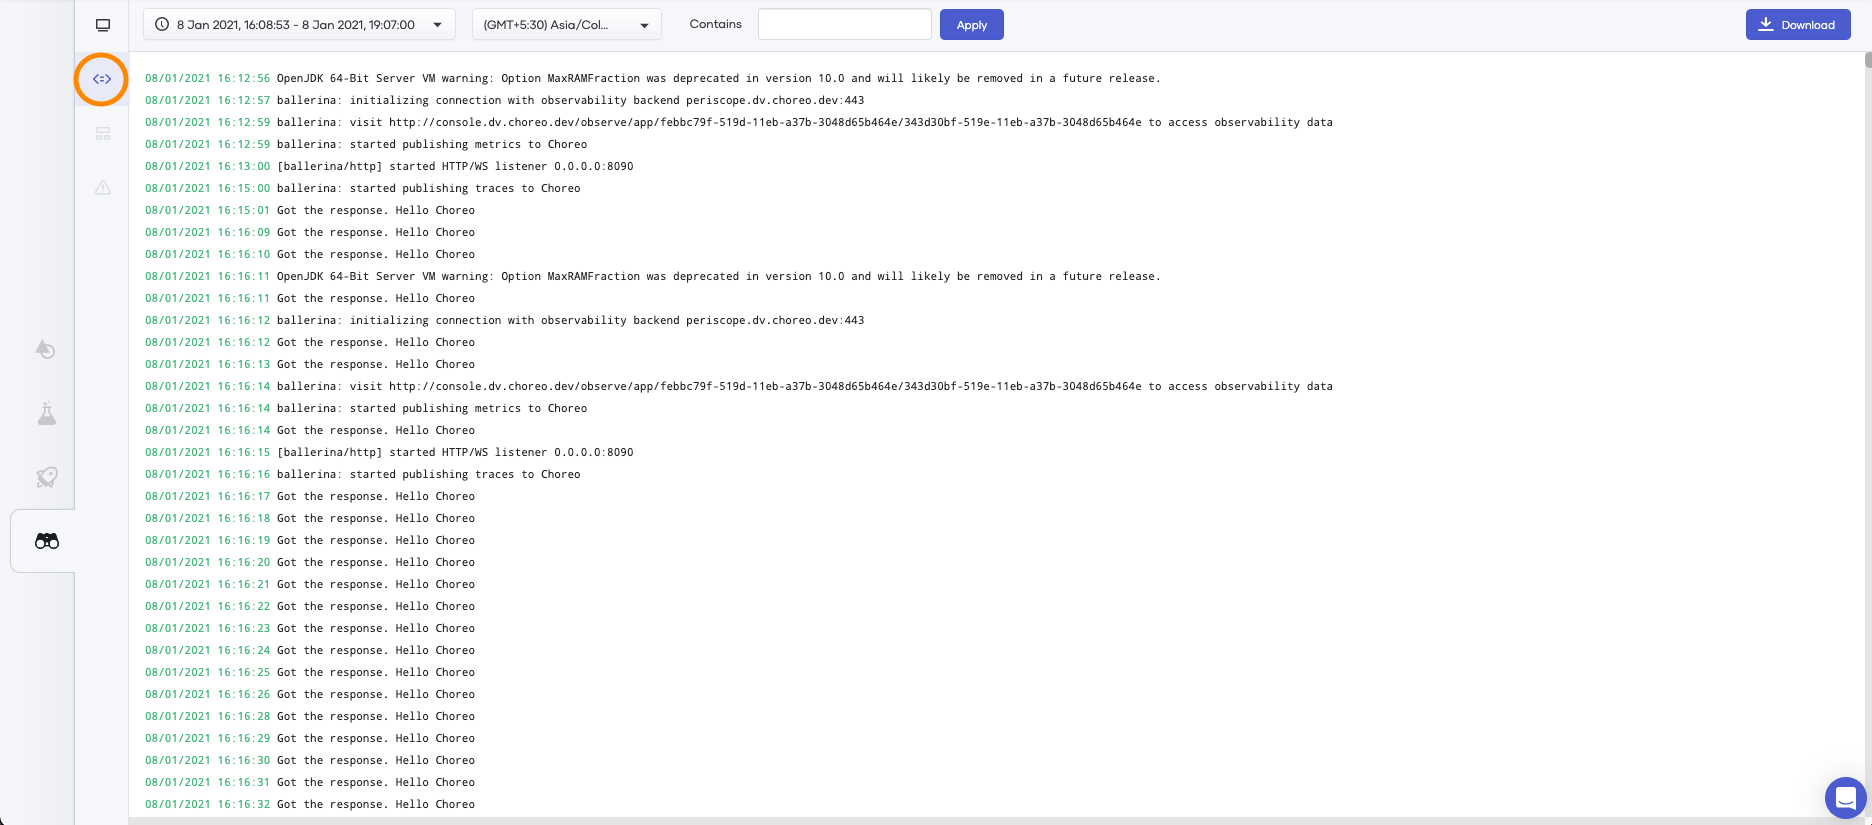 8 Jan 2021, 16:08:53 - 8 Jan 2021, 19:07:00 (GMT+5:30) Asia/Col... Contains Apply Download
08/01/2021 16:12:56 OpenJDK 64-Bit Server VM warning: Option MaxRAMFraction was deprecated in version 10.0 and will likely be removed in a future release.
08/01/2021 16:12:57 ballerina: initializing connection with observability backend periscope.dv.choreo.dev:443
08/01/2021 16:12:59 ballerina: visit http://console.dv.choreo.dev/observe/app/febbc79f-519d-11eb-a37b-3048d65b464e/343d30bf-519e-11eb-a37b-3048d65b464e to access observability data
08/01/2021 16:12:59 ballerina: started publishing metrics to Choreo
08/01/2021 16:13:00 [ballerina/http] started HTTP/WS listener 0.0.0.0:8090
08/01/2021 16:15:00 ballerina: started publishing traces to Choreo
08/01/2021 16:15:01 Got the response. Hello Choreo
08/01/2021 16:16:09 Got the response. Hello Choreo
08/01/2021 16:16:10 Got the response. Hello Choreo
08/01/2021 16:16:11 OpenJDK 64-Bit Server VM warning: Option MaxRAMFraction was deprecated in version 10.0 and will likely be removed in a future release.
08/01/2021 16:16:11 Got the response. Hello Choreo
08/01/2021 16:16:12 ballerina: initializing connection with observability backend periscope.dv.choreo.dev:443
08/01/2021 16:16:12 Got the response. Hello Choreo
08/01/2021 16:16:13 Got the response. Hello Choreo
08/01/2021 16:16:14 ballerina: visit http://console.dv.choreo.dev/observe/app/febbc79f-519d-11eb-a37b-3048d65b464e/343d30bf-519e-11eb-a37b-3048d65b464e to access observability data
08/01/2021 16:16:14 ballerina: started publishing metrics to Choreo
08/01/2021 16:16:14 Got the response. Hello Choreo
08/01/2021 16:16:15 [ballerina/http] started HTTP/WS listener 0.0.0.0:8090
08/01/2021 16:16:16 ballerina: started publishing traces to Choreo
08/01/2021 16:16:17 Got the response. Hello Choreo
08/01/2021 16:16:18 Got the response. Hello Choreo
08/01/2021 16:16:19 Got the response. Hello Choreo
08/01/2021 16:16:20 Got the response. Hello Choreo
08/01/2021 16:16:21 Got the response. Hello Choreo
08/01/2021 16:16:22 Got the response. Hello Choreo
08/01/2021 16:16:23 Got the response. Hello Choreo
08/01/2021 16:16:24 Got the response. Hello Choreo
08/01/2021 16:16:25 Got the response. Hello Choreo
08/01/2021 16:16:26 Got the response. Hello Choreo
08/01/2021 16:16:28 Got the response. Hello Choreo
08/01/2021 16:16:29 Got the response. Hello Choreo
08/01/2021 16:16:30 Got the response. Hello Choreo
08/01/2021 16:16:31 Got the response. Hello Choreo
08/01/2021 16:16:32 Got the response. Hello Choreo